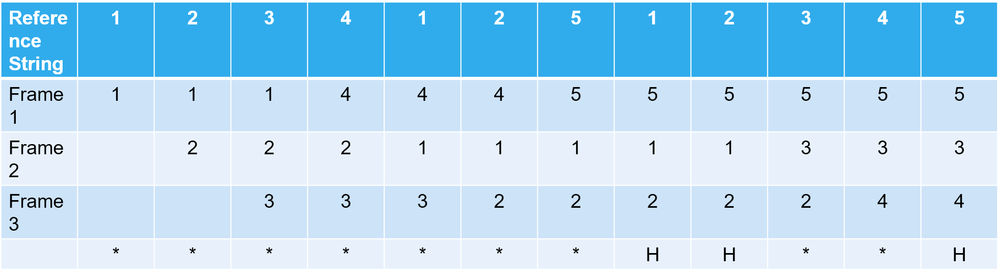 Refere 1 2 3 4 1 2 5 1 2 3 4 5
nce
String
Frame 1 1 1 4 4 4 5 5 5 5 5 5
1
Frame 2 2 2 1 1 1 1 1 3 3 3
2
Frame 3 3 3 2 2 2 2 2 4 4
3
* * * * * * * H H * * H